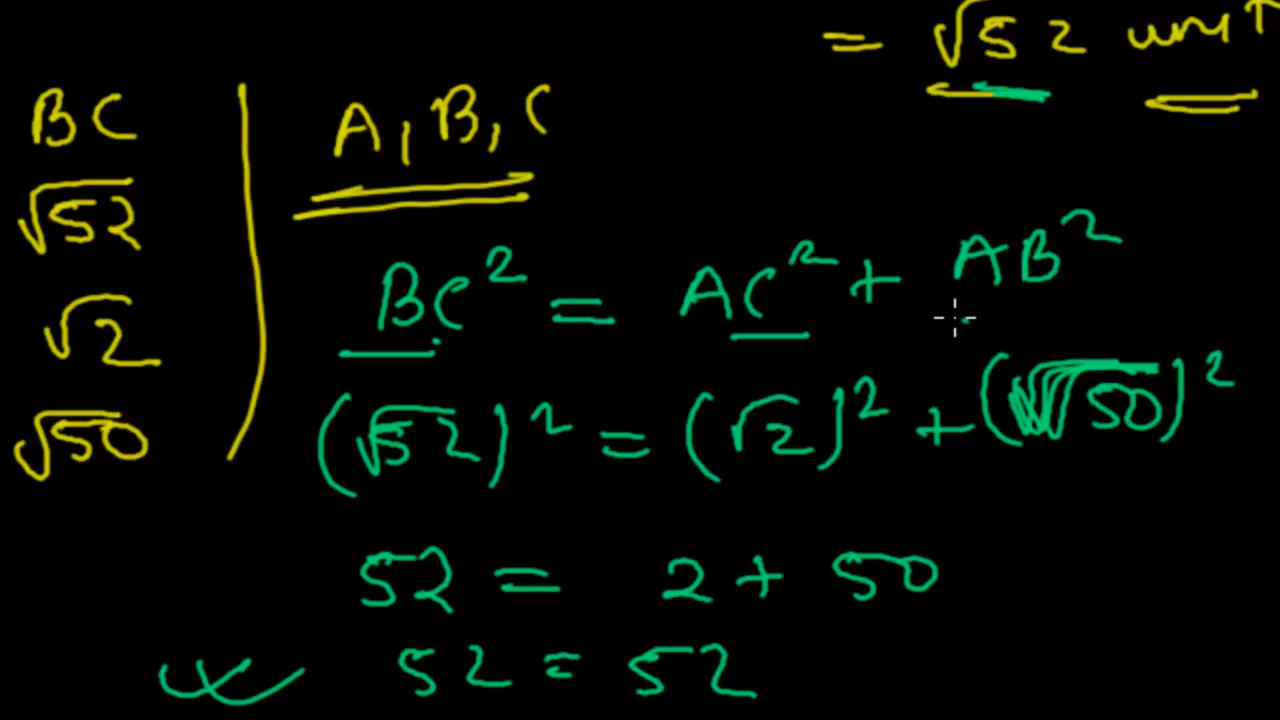 = √52 unit
BC
√52
√2
√50
A, B, C
BC² = AC² + AB²
(√52)² = (√2)² + (√50)²
52 = 2 + 50
52 = 52